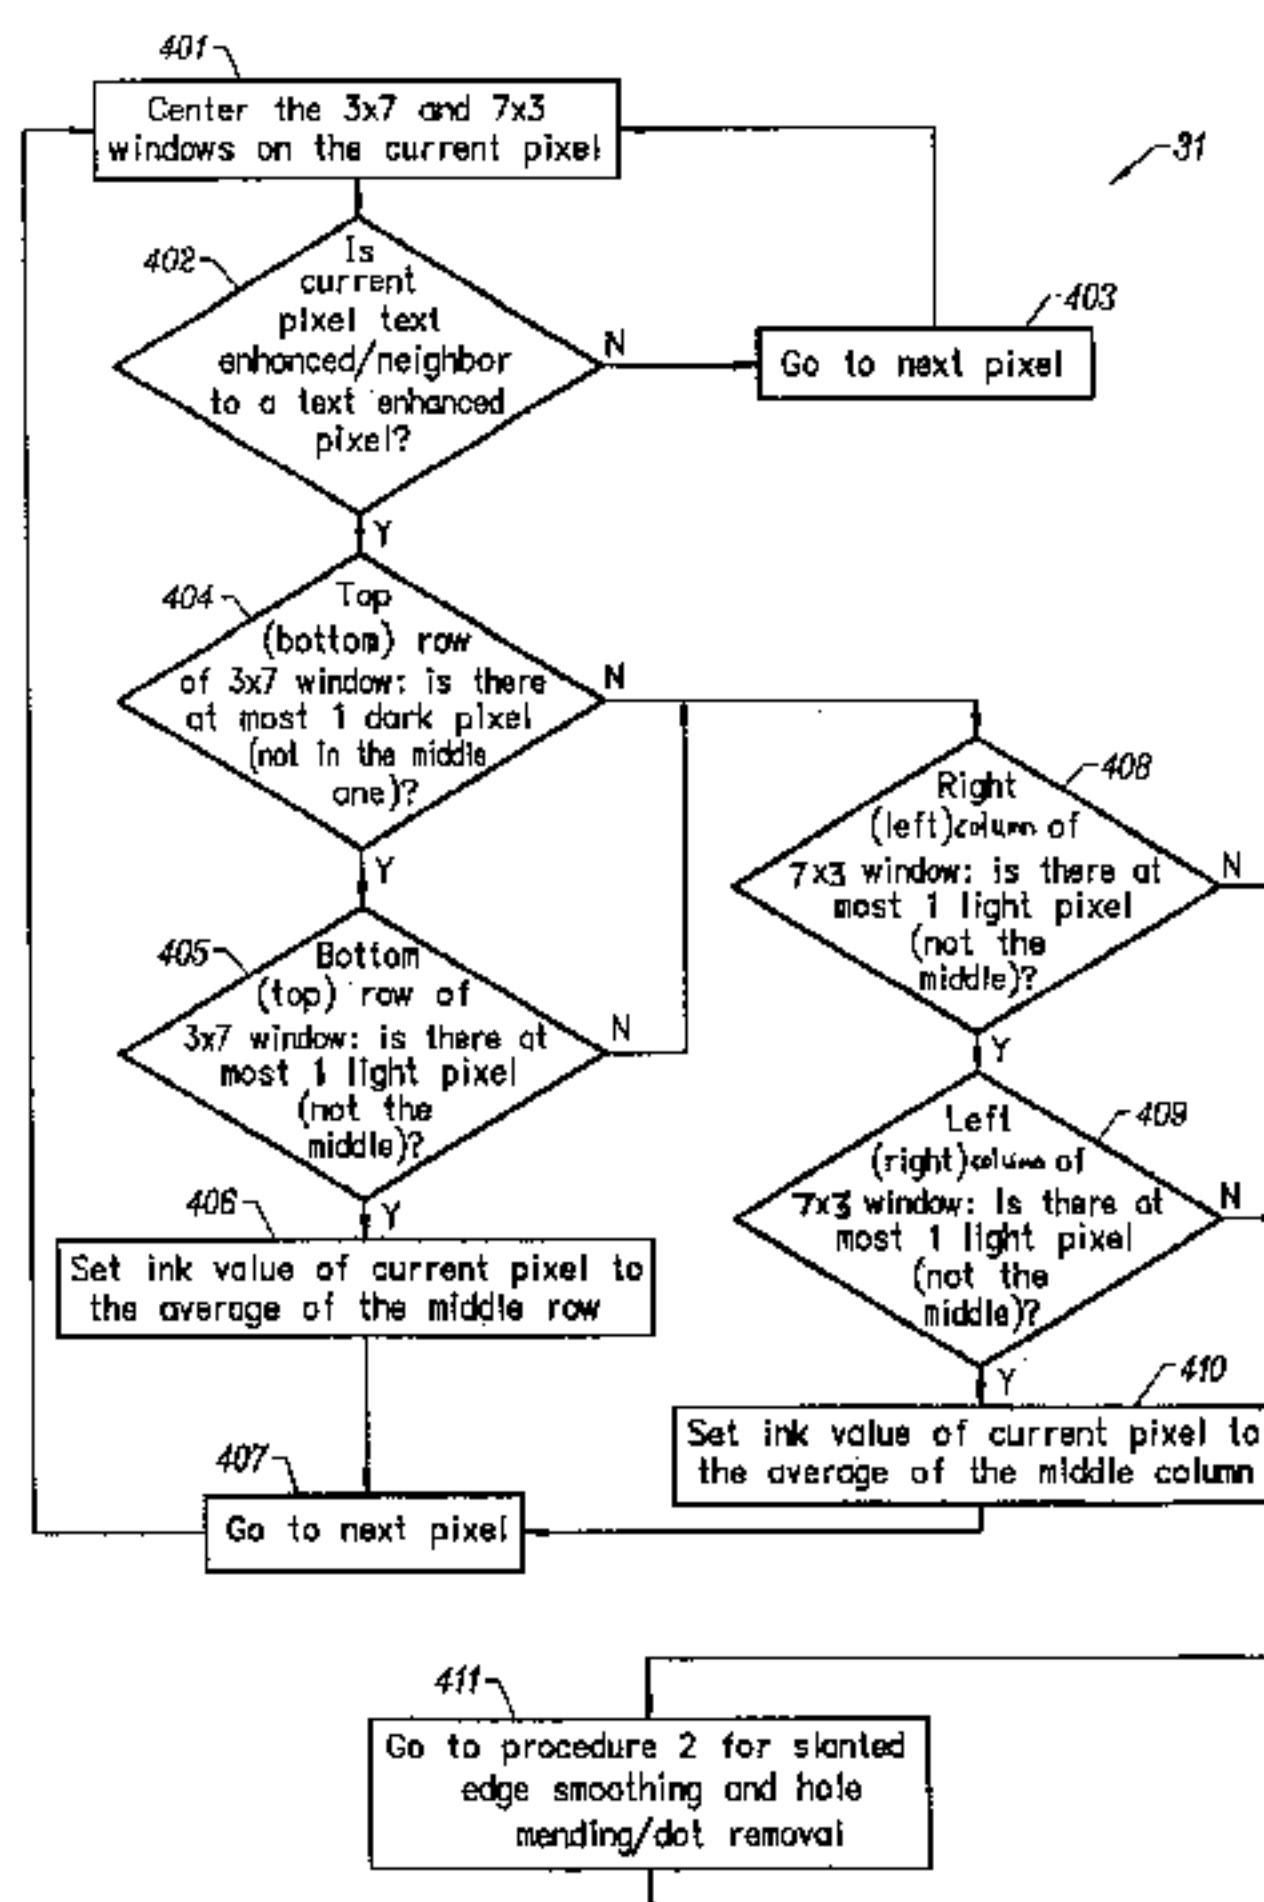 401
Center the 3x7 and 7x3
windows on the current pixel
31
402
Is
current
pixel text
enhanced/neighbor
to a text enhanced
pixel?
N
403
Go to next pixel
Y
404
Top
(bottom) row
of 3x7 window: is there
at most 1 dark pixel
(not in the middle
one)?
N
Y
405
Bottom
(top) row of
3x7 window: is there at
most 1 light pixel
(not the
middle)?
N
Y
406
Set ink value of current pixel to
the average of the middle row
407
Go to next pixel
408
Right
(left)column of
7x3 window: is there at
most 1 light pixel
(not the
middle)?
N
Y
409
Left
(right)column of
7x3 window: Is there at
most 1 light pixel
(not the
middle)?
N
Y
410
Set ink value of current pixel to
the average of the middle column
411
Go to procedure 2 for slanted
edge smoothing and hole
mending/dot removal